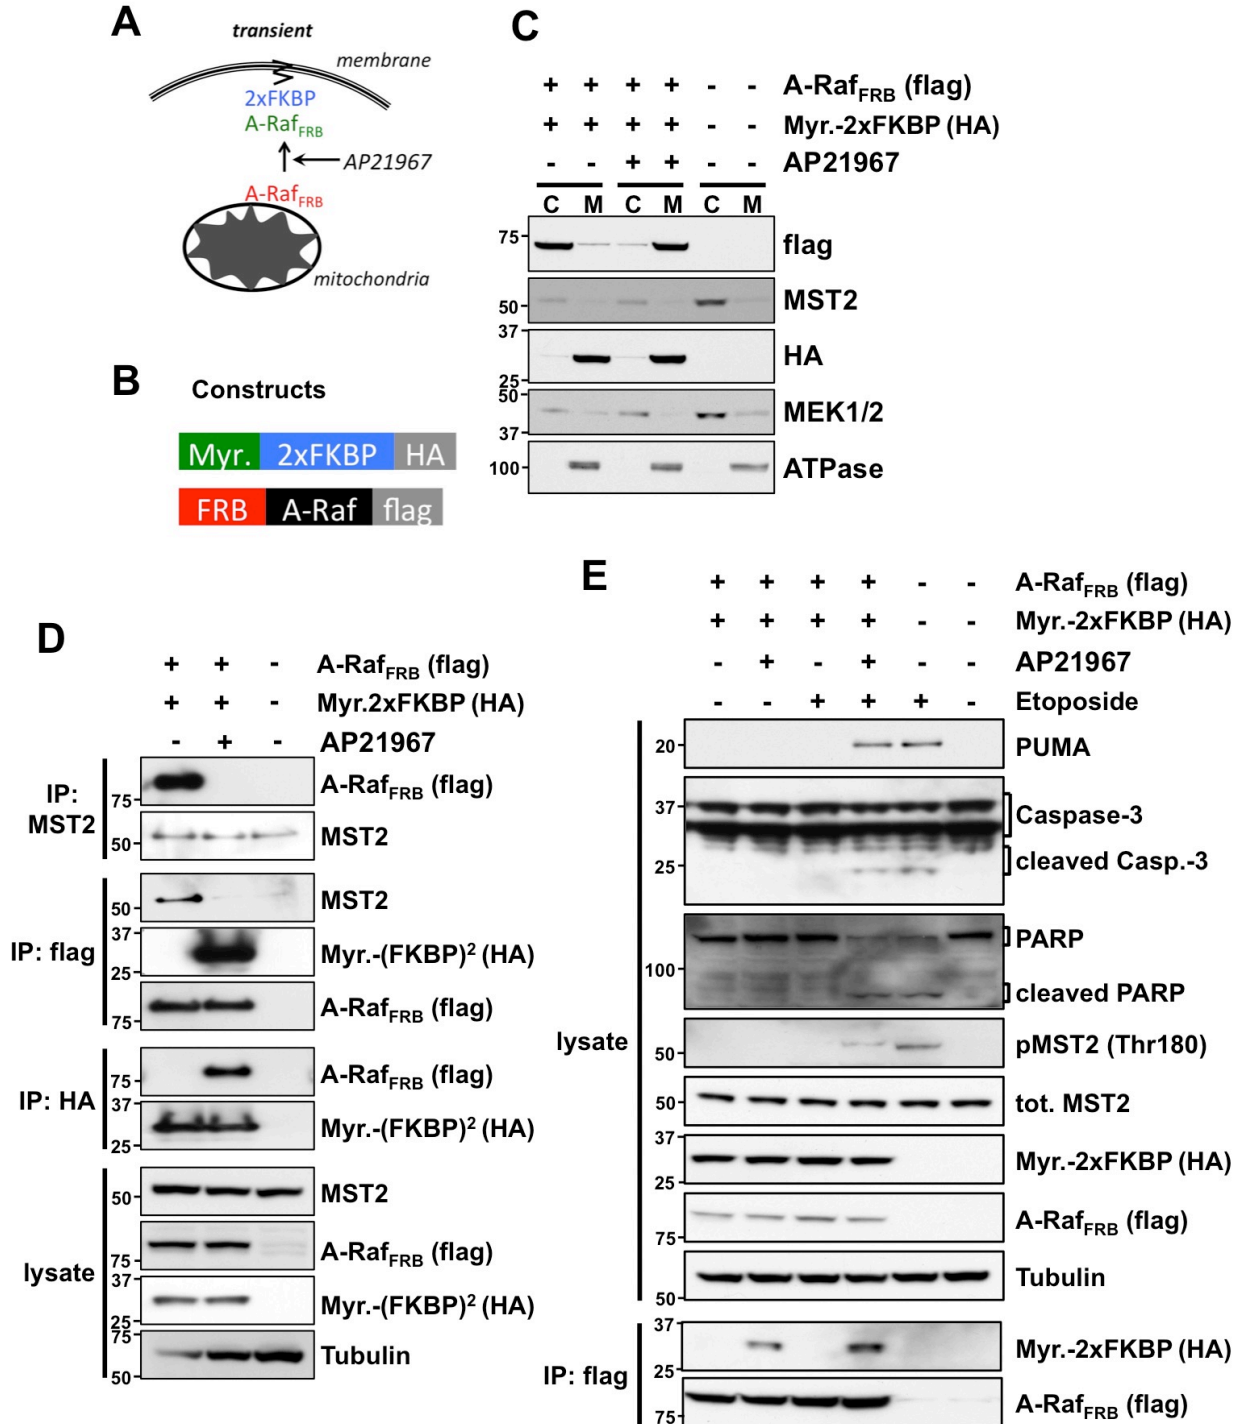 A
transient
membrane
2xFKBP
A-RafFRB
AP21967
A-RafFRB
mitochondria
B
Constructs
Myr. 2xFKBP HA
FRB A-Raf flag
C
+ + + + - - A-RafFRB (flag)
+ + + + - - Myr.-2xFKBP (HA)
- - + + - - AP21967
C M C M C M
75 flag
50 MST2
37
HA
25
50
MEK1/2
37
100 ATPase
D
+ + - A-RafFRB (flag)
+ + - Myr.2xFKBP (HA)
- + - AP21967
IP: MST2
A-RafFRB (flag)
75
MST2
50
IP: flag
MST2
50
37
Myr.-(FKBP)2 (HA)
25
A-RafFRB (flag)
75
IP: HA
A-RafFRB (flag)
75
37
Myr.-(FKBP)2 (HA)
25
lysate
MST2
50
A-RafFRB (flag)
75
37
Myr.-(FKBP)2 (HA)
25
75
Tubulin
50
E
+ + + + - - A-RafFRB (flag)
+ + + + - - Myr.-2xFKBP (HA)
- + - + - - AP21967
- - + + + - Etoposide
lysate
20 PUMA
37 Caspase-3
25 cleaved Casp.-3
PARP
100
cleaved PARP
50 pMST2 (Thr180)
50 tot. MST2
37
Myr.-2xFKBP (HA)
25
A-RafFRB (flag)
75
Tubulin
50
IP: flag
37
Myr.-2xFKBP (HA)
25
A-RafFRB (flag)
75